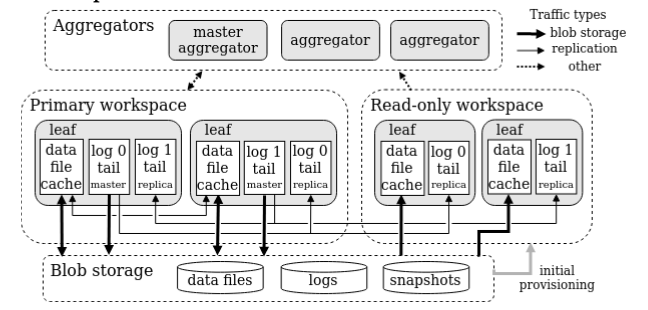 Aggregators
master
aggregator
aggregator
aggregator
Traffic types
blob storage
replication
other
Primary workspace
leaf
data
file
cache
log 0
tail
master
log 1
tail
replica
leaf
data
file
cache
log 1
tail
master
log 0
tail
replica
Read-only workspace
leaf
data
file
cache
log 0
tail
replica
leaf
data
file
cache
log 1
tail
replica
Blob storage
data files
logs
snapshots
initial
provisioning